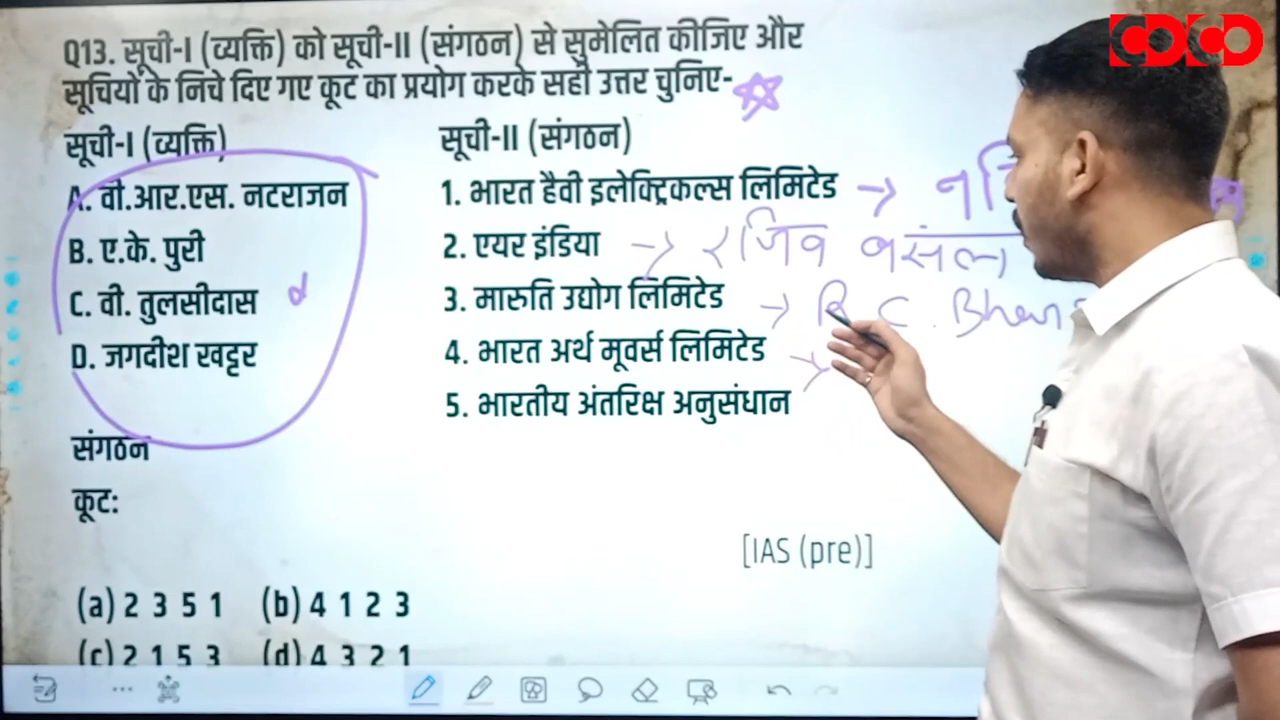 Q13. सूची-I (व्यक्ति) को सूची-II (संगठन) से सुमेलित कीजिए और
सूचियों के निचे दिए गए कूट का प्रयोग करके सही उत्तर चुनिए-
सूची-I (व्यक्ति) सूची-II (संगठन)
A. वी.आर.एस. नटराजन 1. भारत हैवी इलेक्ट्रिकल्स लिमिटेड →
B. ए.के. पुरी 2. एयर इंडिया → रजिव बसंल
C. वी. तुलसीदास 3. मारुति उद्योग लिमिटेड → R.C.
D. जगदीश खट्टर 4. भारत अर्थ मूवर्स लिमिटेड →
5. भारतीय अंतरिक्ष अनुसंधान
संगठन
कूट:
[IAS (pre)]
(a) 2 3 5 1 (b) 4 1 2 3
(c) 2 1 5 3 (d) 4 3 2 1